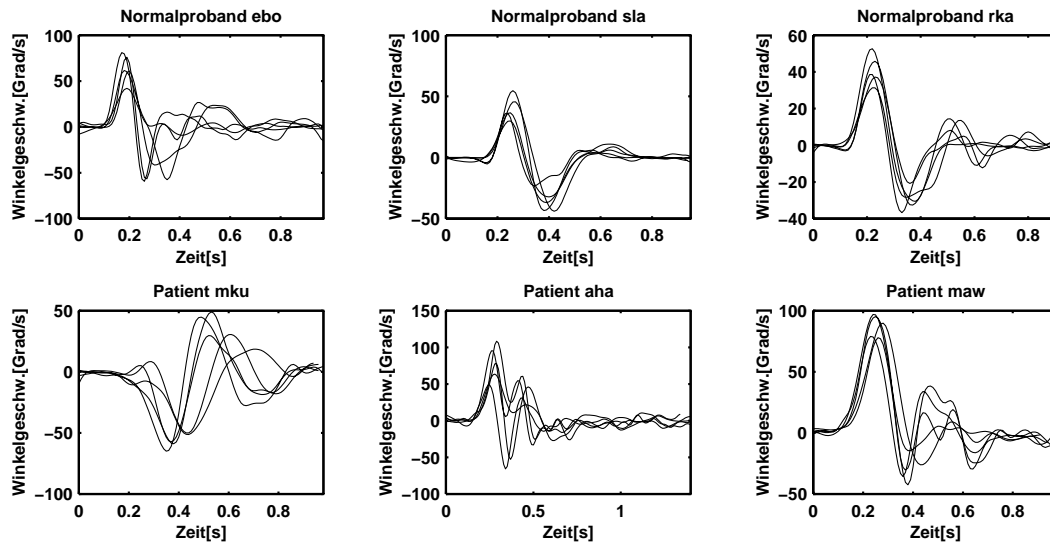 Normalproband ebo
Normalproband sla
Normalproband rka
Winkelgeschw.[Grad/s]
100
50
0
−50
−100
0 0.2 0.4 0.6 0.8
Zeit[s]
Winkelgeschw.[Grad/s]
100
50
0
−50
0 0.2 0.4 0.6 0.8
Zeit[s]
Winkelgeschw.[Grad/s]
60
40
20
0
−20
−40
0 0.2 0.4 0.6 0.8
Zeit[s]
Patient mku
Patient aha
Patient maw
Winkelgeschw.[Grad/s]
50
0
−50
−100
0 0.2 0.4 0.6 0.8
Zeit[s]
Winkelgeschw.[Grad/s]
150
100
50
0
−50
−100
0 0.5 1
Zeit[s]
Winkelgeschw.[Grad/s]
100
50
0
−50
0 0.2 0.4 0.6 0.8
Zeit[s]